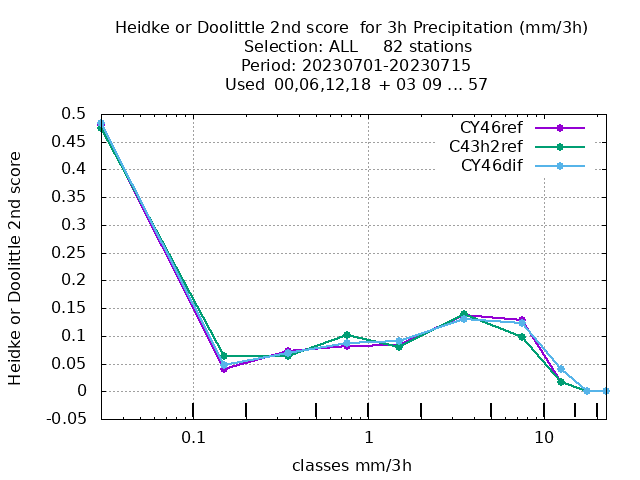 Heidke or Doolittle 2nd score  for 3h Precipitation (mm/3h)
Selection: ALL     82 stations
Period: 20230701-20230715
Used  00,06,12,18 + 03 09 ... 57
CY46ref
C43h2ref
CY46dif
Heidke or Doolittle 2nd score
0.5
0.45
0.4
0.35
0.3
0.25
0.2
0.15
0.1
0.05
0
-0.05
0.1
1
10
classes mm/3h